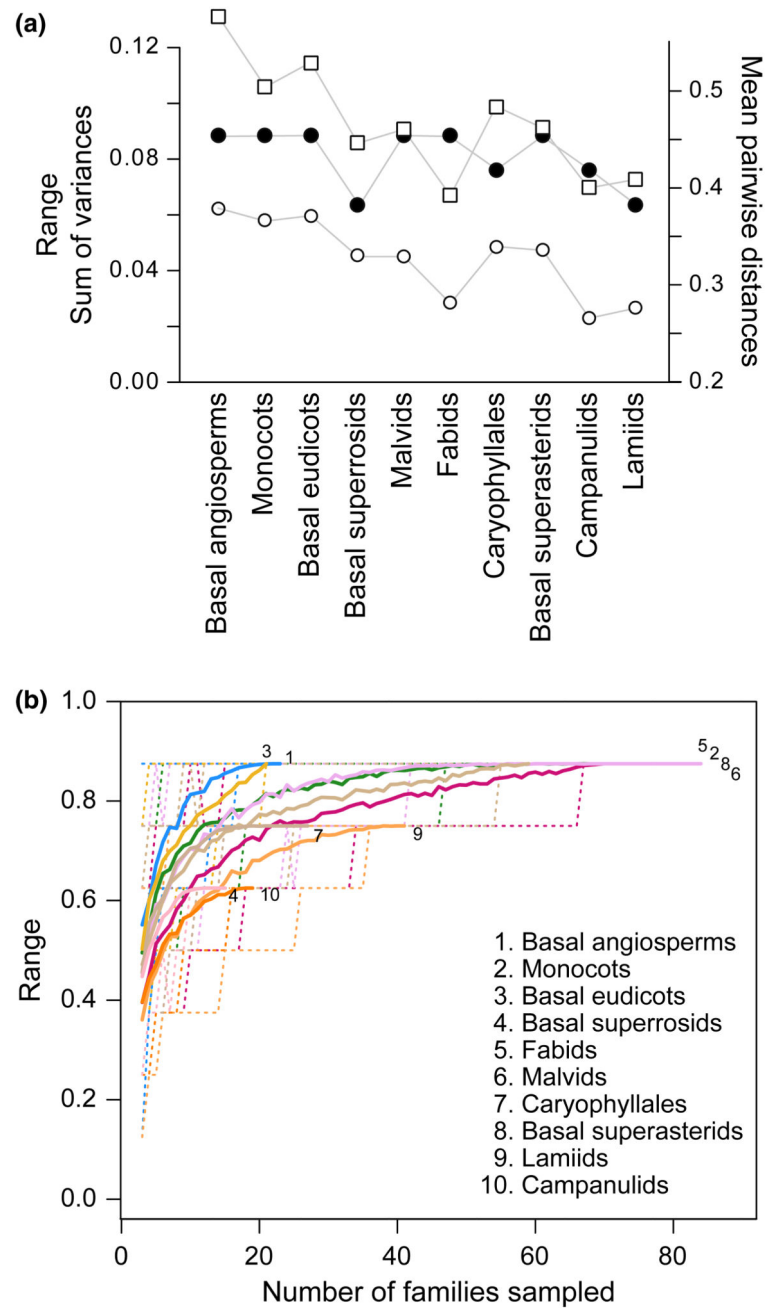 (a)
0.12
0.08
0.04
0.00
Range
Sum of variances
0.5
0.4
0.3
0.2
Mean pairwise
distances
Basal angiosperms
Monocots
Basal eudicots
Basal superrosids
Malvids
Fabids
Caryophyllales
Basal superasterids
Campanulids
Lamiids
(b)
1.0
0.8
0.6
0.4
0.2
0.0
Range
3
1
5
2
8
6
7
9
4
10
1. Basal angiosperms
2. Monocots
3. Basal eudicots
4. Basal superrosids
5. Fabids
6. Malvids
7. Caryophyllales
8. Basal superasterids
9. Lamiids
10. Campanulids
0
20
40
60
80
Number of families sampled